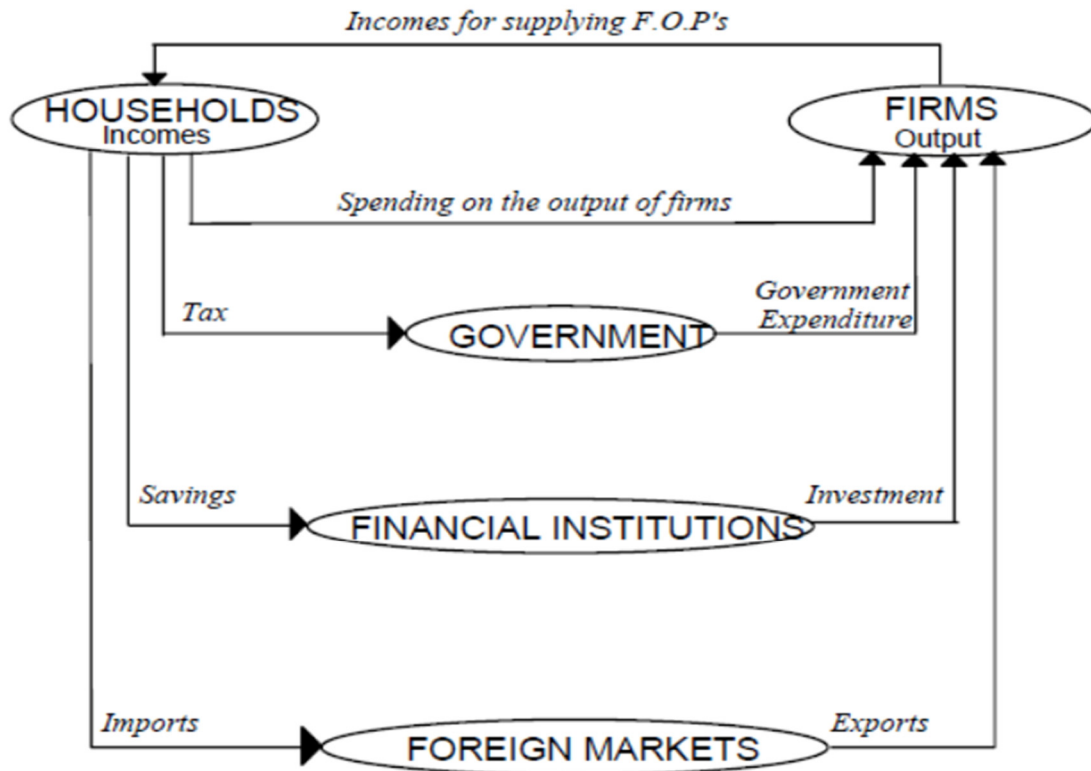 Incomes for supplying F.O.P's
HOUSEHOLDS
Incomes
FIRMS
Output
Spending on the output of firms
Tax
GOVERNMENT
Government
Expenditure
Savings
FINANCIAL INSTITUTIONS
Investment
Imports
FOREIGN MARKETS
Exports